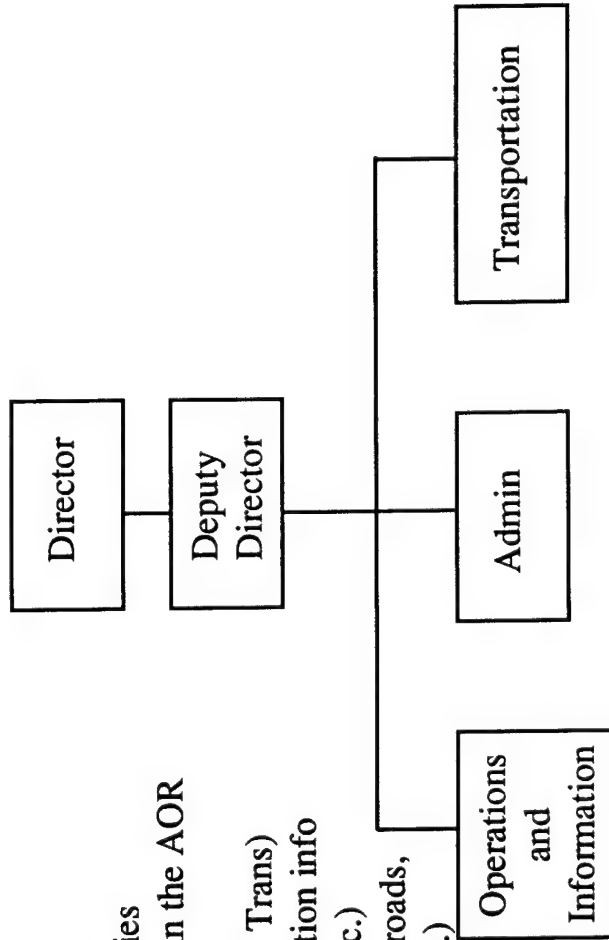 Director
Deputy
Director
ies
n the AOR
Trans)
tion info
c.)
roads,
.)
Operations
and
Information
Admin
Transportation